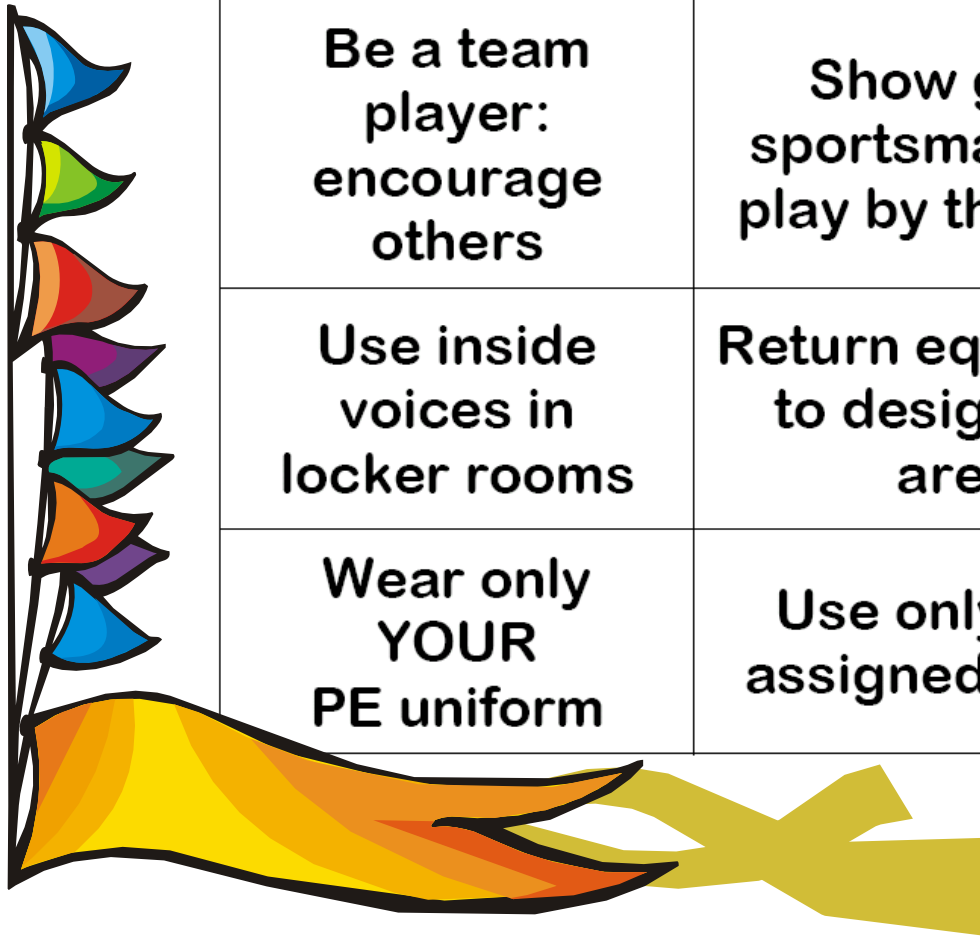 Be a team
player:
encourage
others
Show
play by
Use inside
voices in
locker rooms
Return
to
Wear only
YOUR
PE uniform
Use
assigned